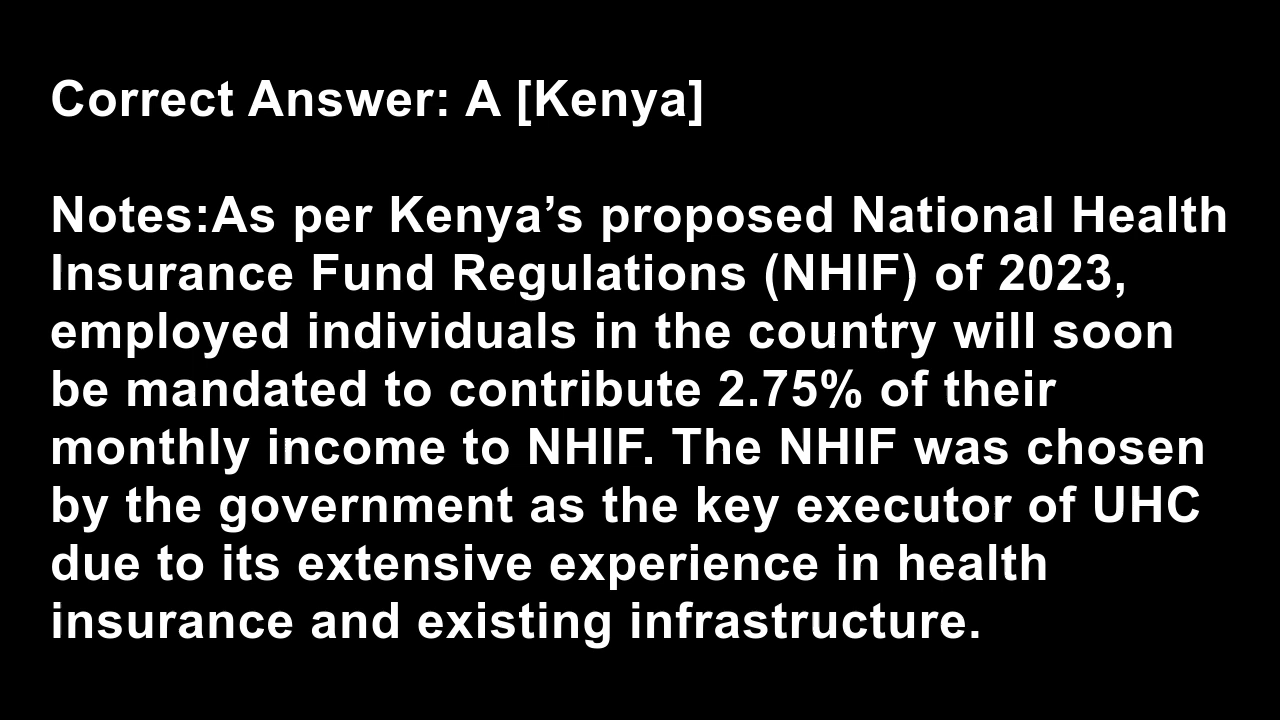 Correct Answer: A [Kenya]
Notes:As per Kenya’s proposed National Health
Insurance Fund Regulations (NHIF) of 2023,
employed individuals in the country will soon
be mandated to contribute 2.75% of their
monthly income to NHIF. The NHIF was chosen
by the government as the key executor of UHC
due to its extensive experience in health
insurance and existing infrastructure.